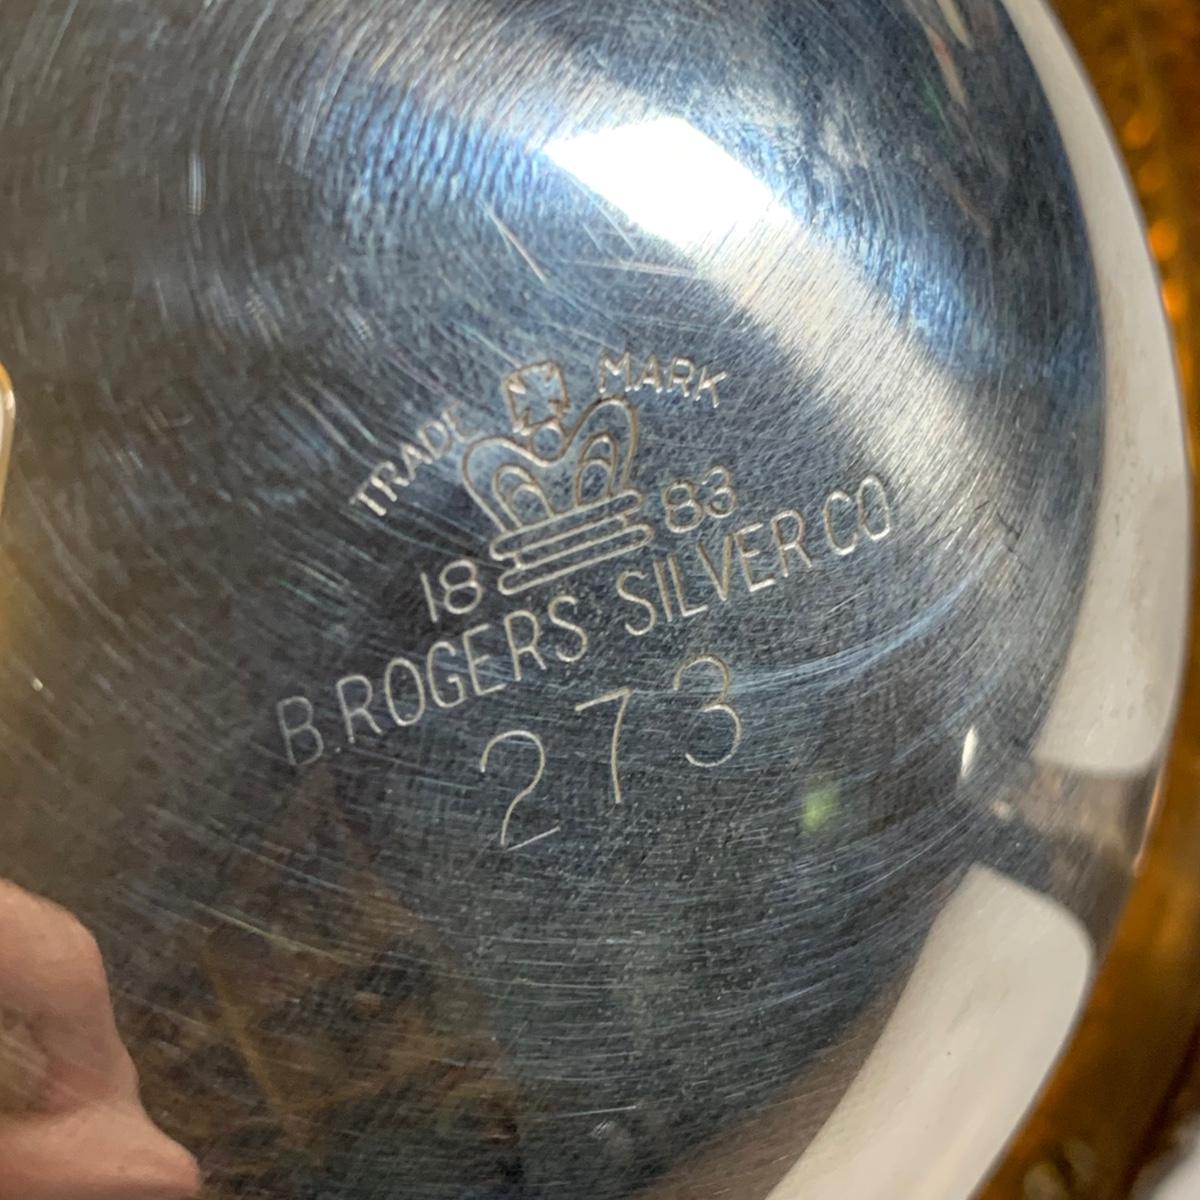 TRADE MARK
18 83
B. ROGERS SILVER CO
273